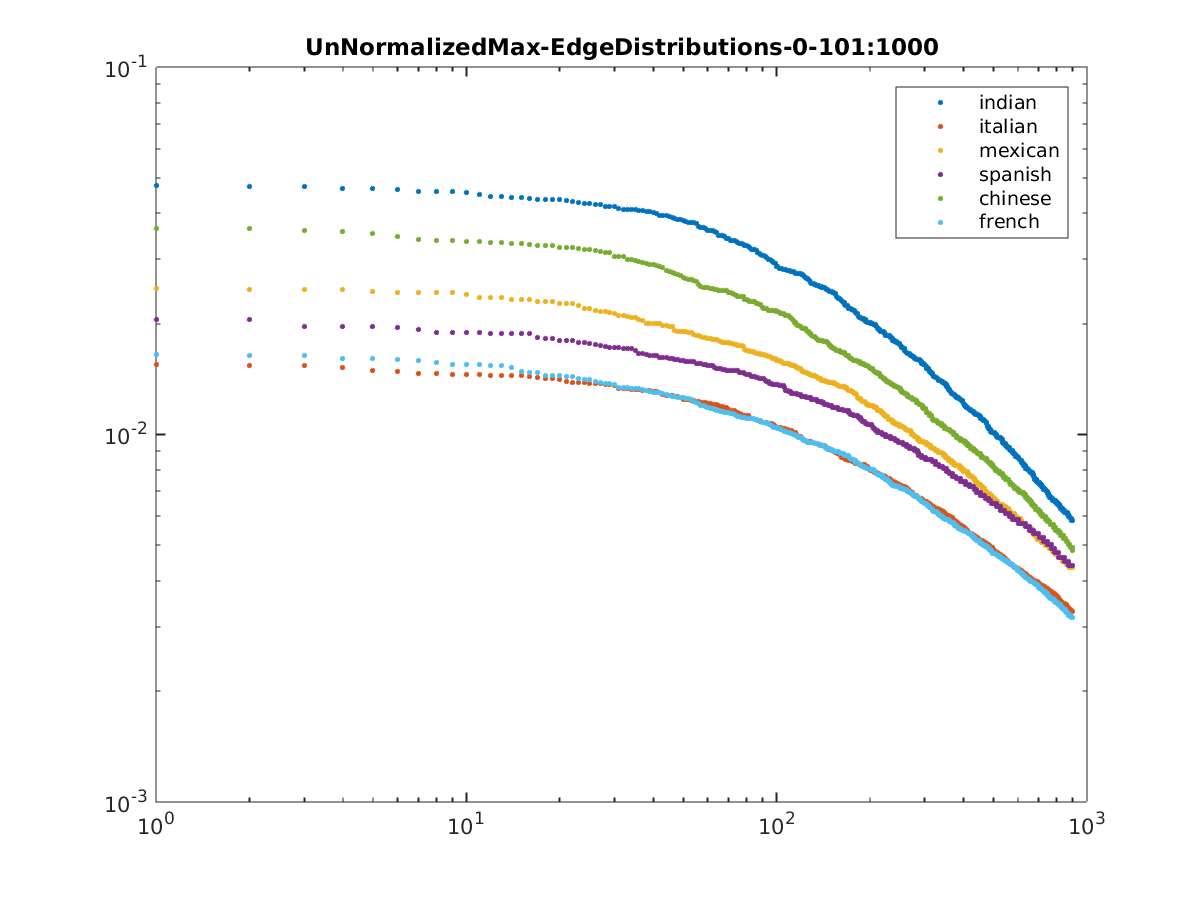 UnNormalizedMax-EdgeDistributions-0-101:1000
10^-1
10^-2
10^-3
10^0
10^1
10^2
10^3
indian
italian
mexican
spanish
chinese
french